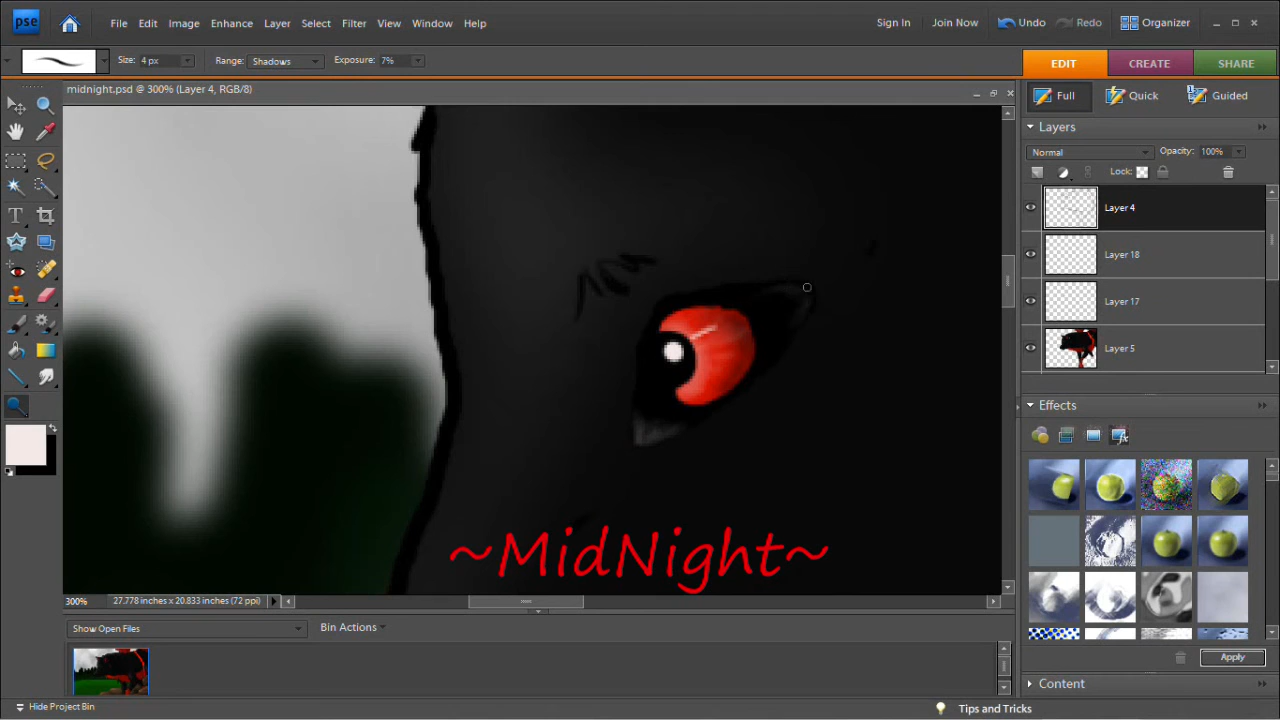 pse File Edit Image Enhance Layer Select Filter View Window Help Sign In Join Now Undo Redo Organizer
Size: 4 px Range: Shadows Exposure: 7% EDIT CREATE SHARE
midnight.psd @ 300% (Layer 4, RGB/8)
Full Quick Guided
Layers
Normal Opacity: 100%
Lock:
Layer 4
Layer 18
Layer 17
Layer 5
Effects
~MidNight~
300% 27.778 inches x 20.833 inches (72 ppi)
Show Open Files Bin Actions
Apply
Content
Hide Project Bin Tips and Tricks